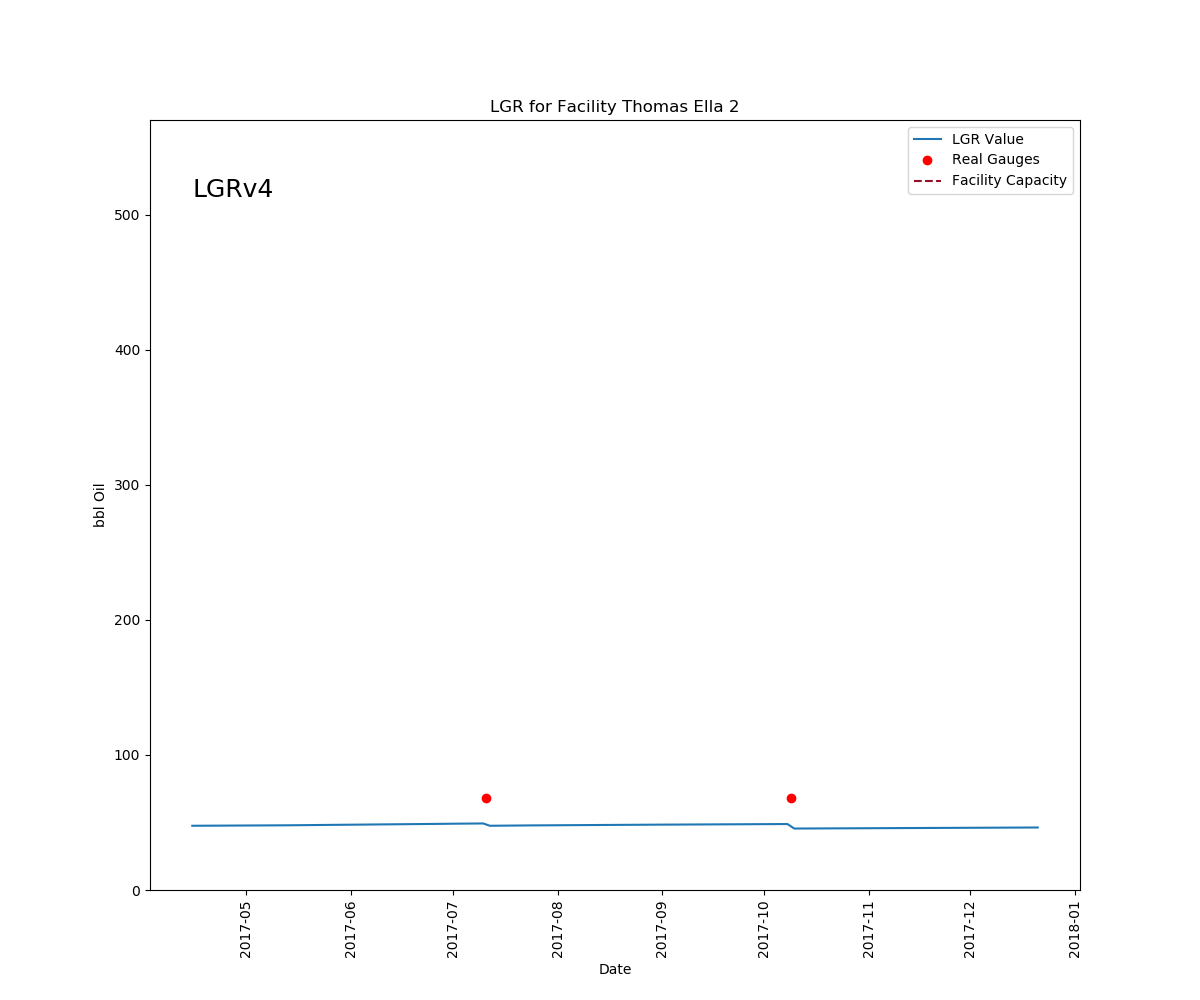 LGR for Facility Thomas Ella 2
LGRv4
LGR Value
Real Gauges
Facility Capacity
bbl Oil
500
400
300
200
100
0
2017-05
2017-06
2017-07
2017-08
2017-09
2017-10
2017-11
2017-12
2018-01
Date